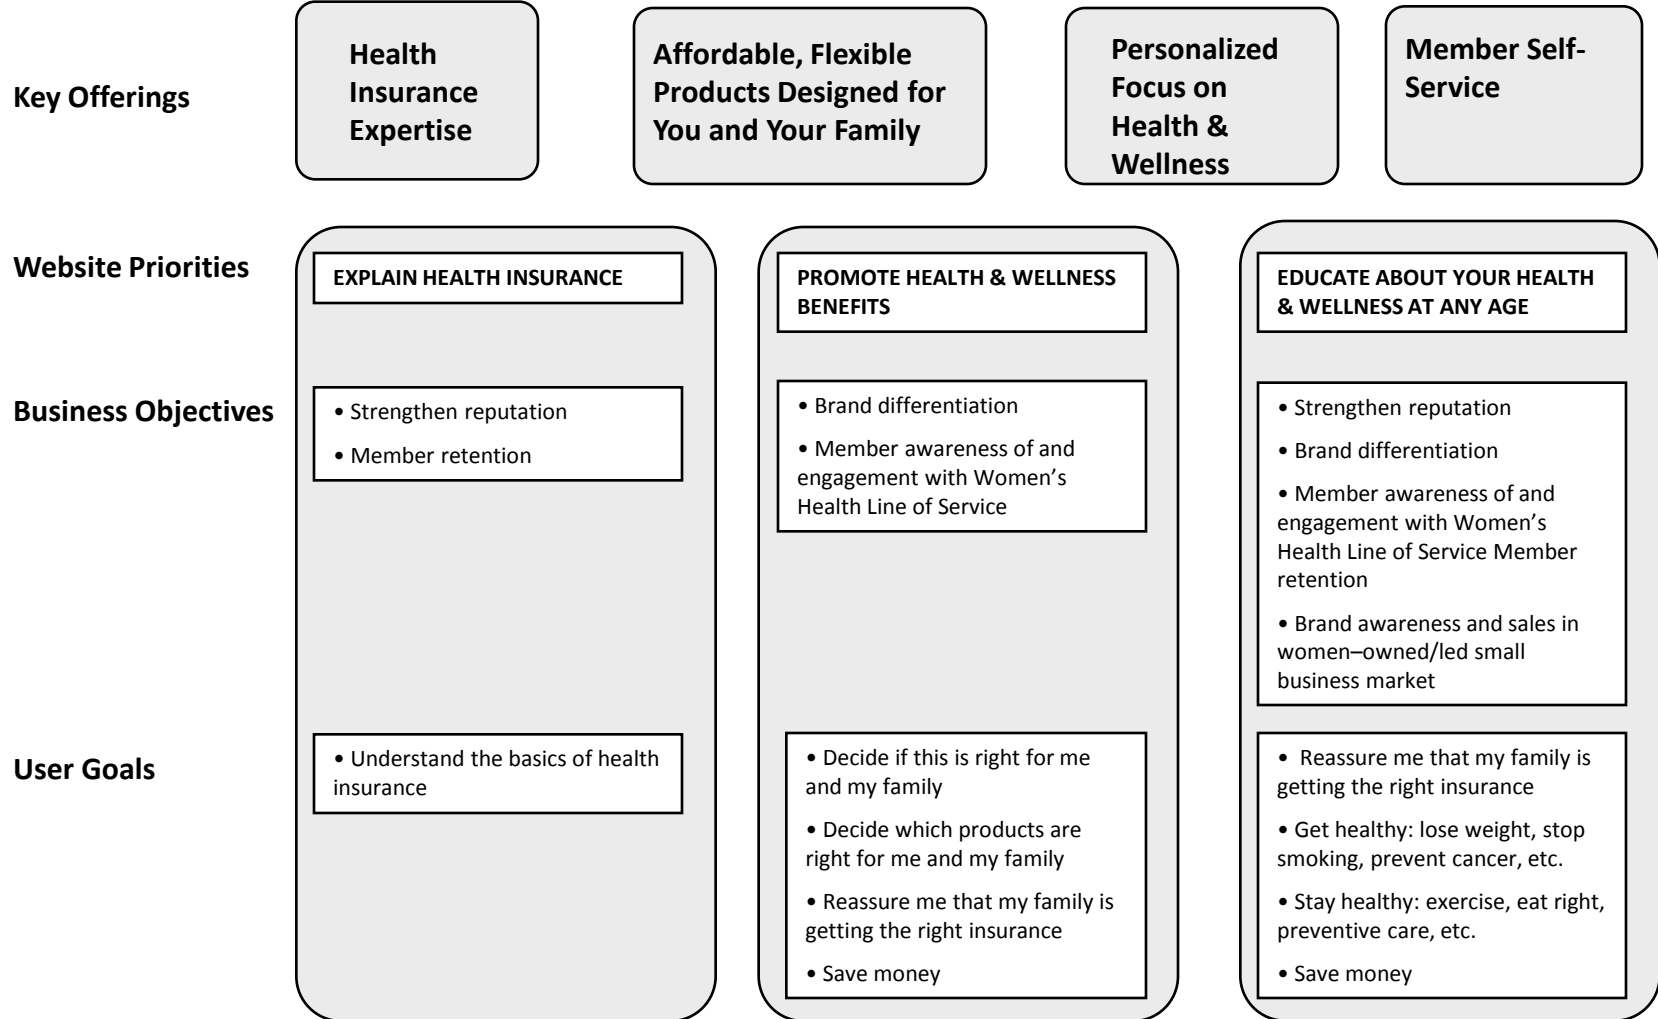 Key Offerings
Health
Insurance
Expertise
Affordable, Flexible
Products Designed for
You and Your Family
Personalized
Focus on
Health &
Wellness
Member Self-
Service
Website Priorities
EXPLAIN HEALTH INSURANCE
PROMOTE HEALTH & WELLNESS
BENEFITS
EDUCATE ABOUT YOUR HEALTH
& WELLNESS AT ANY AGE
Business Objectives
• Strengthen reputation
• Member retention
• Brand differentiation
• Member awareness of and
engagement with Women’s
Health Line of Service
• Strengthen reputation
• Brand differentiation
• Member awareness of and
engagement with Women’s
Health Line of Service Member
retention
• Brand awareness and sales in
women–owned/led small
business market
User Goals
• Understand the basics of health
insurance
• Decide if this is right for me
and my family
• Decide which products are
right for me and my family
• Reassure me that my family is
getting the right insurance
• Save money
• Reassure me that my family is
getting the right insurance
• Get healthy: lose weight, stop
smoking, prevent cancer, etc.
• Stay healthy: exercise, eat right,
preventive care, etc.
• Save money